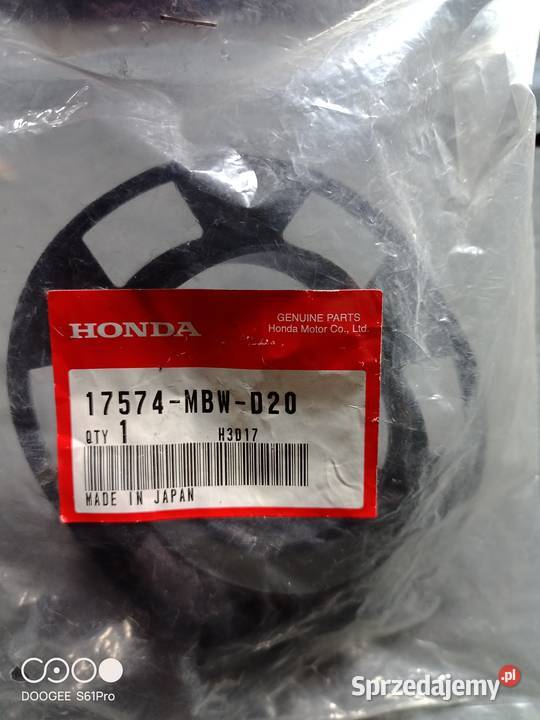 HONDA
GENUINE PARTS
Honda Motor Co., Ltd.
17574-MBW-D20
QTY 1 H3017
MADE IN JAPAN
DOOGEE S61Pro
Sprzedajemy.pl